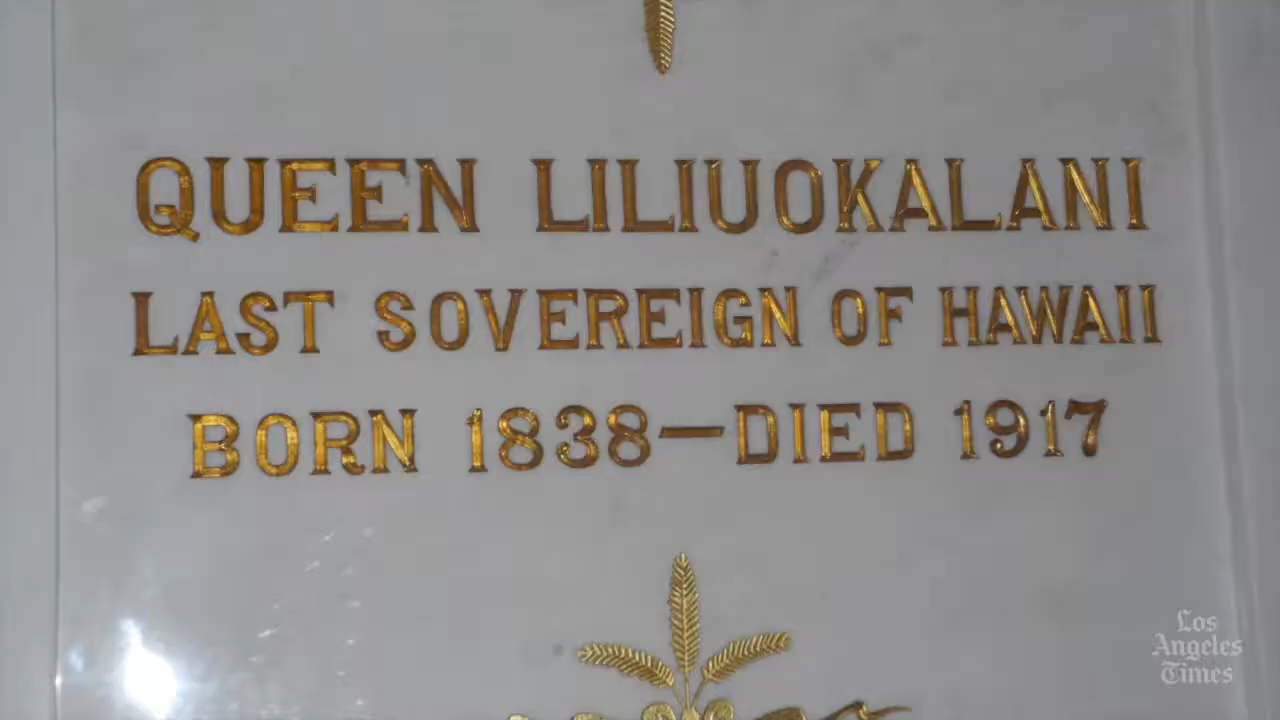 QUEEN LILIUOKALANI
LAST SOVEREIGN OF HAWAII
BORN 1838—DIED 1917
Los
Angeles
Times